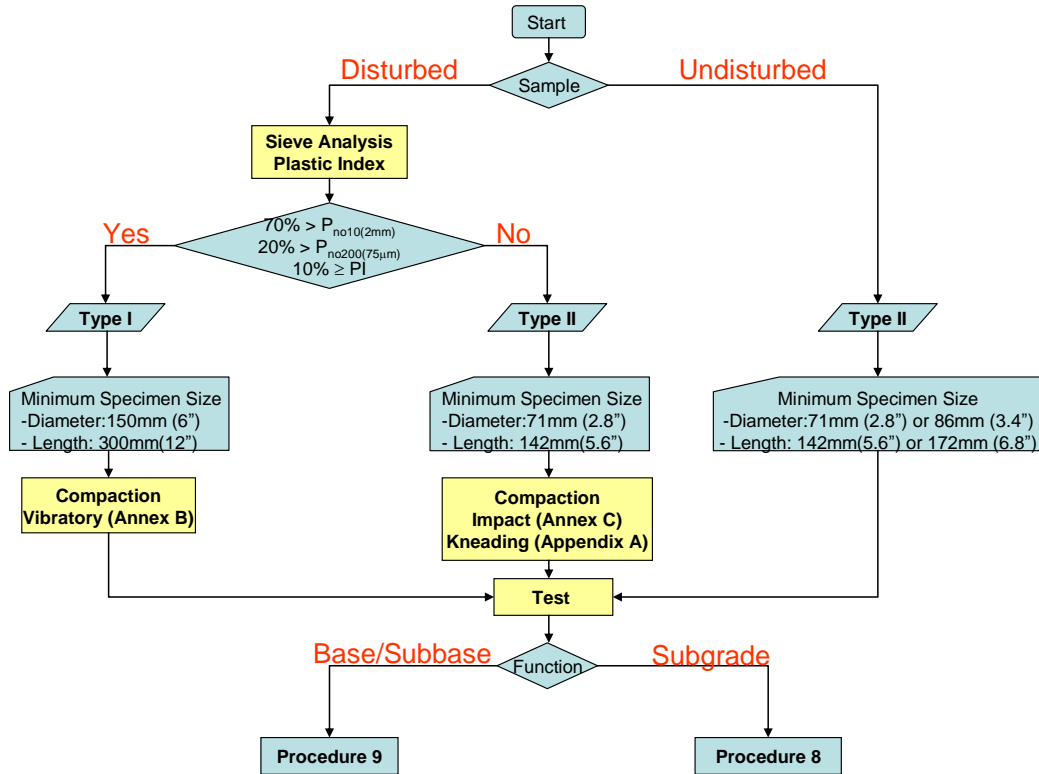 Start
Disturbed
Undisturbed
Sample
Sieve Analysis
Plastic Index
Yes
No
70% > Pno10(2mm)
20% > Pno200(75μm)
10% ≥ PI
Type I
Type II
Type II
Minimum Specimen Size
-Diameter:150mm (6”)
- Length: 300mm(12”)
Minimum Specimen Size
-Diameter:71mm (2.8”)
- Length: 142mm(5.6”)
Minimum Specimen Size
-Diameter:71mm (2.8”) or 86mm (3.4”)
- Length: 142mm(5.6”) or 172mm (6.8”)
Compaction
Vibratory (Annex B)
Compaction
Impact (Annex C)
Kneading (Appendix A)
Test
Base/Subbase
Subgrade
Function
Procedure 9
Procedure 8